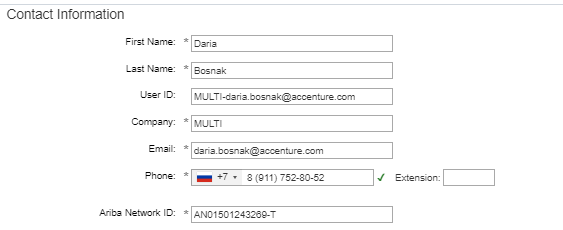 Contact Information
First Name: * Daria
Last Name: * Bosnak
User ID: MULTI-daria.bosnak@accenture.com
Company: * MULTI
Email: * daria.bosnak@accenture.com
Phone: * +7 8 (911) 752-80-52 ✓ Extension:
Ariba Network ID: * AN01501243269-T